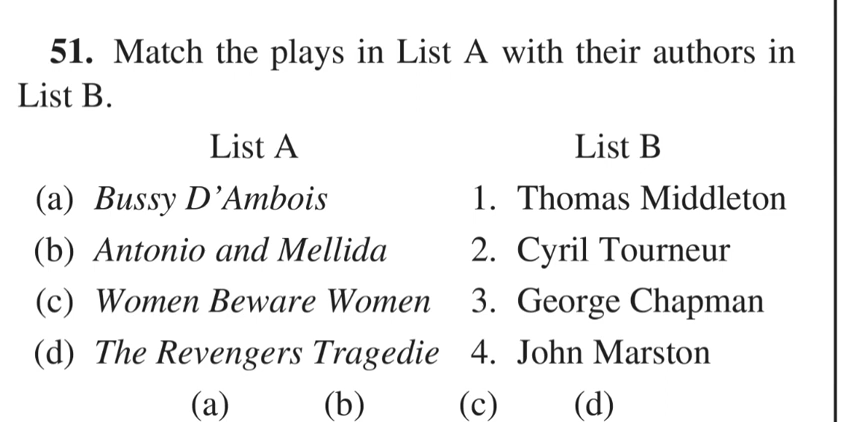 51. Match the plays in List A with their authors in
List B.
List A List B
(a) Bussy D’Ambois 1. Thomas Middleton
(b) Antonio and Mellida 2. Cyril Tourneur
(c) Women Beware Women 3. George Chapman
(d) The Revengers Tragedie 4. John Marston
(a) (b) (c) (d)